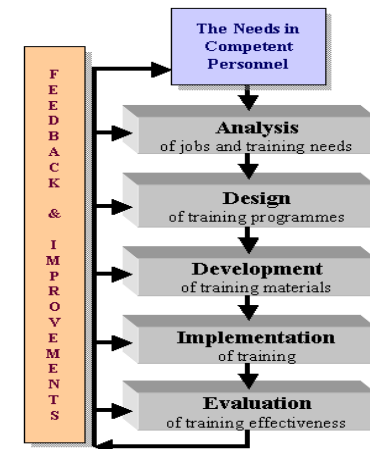 The Needs in
Competent
Personnel
FEEDBACK & IMPROVEMENTS
Analysis
of jobs and training needs
Design
of training programmes
Development
of training materials
Implementation
of training
Evaluation
of training effectiveness